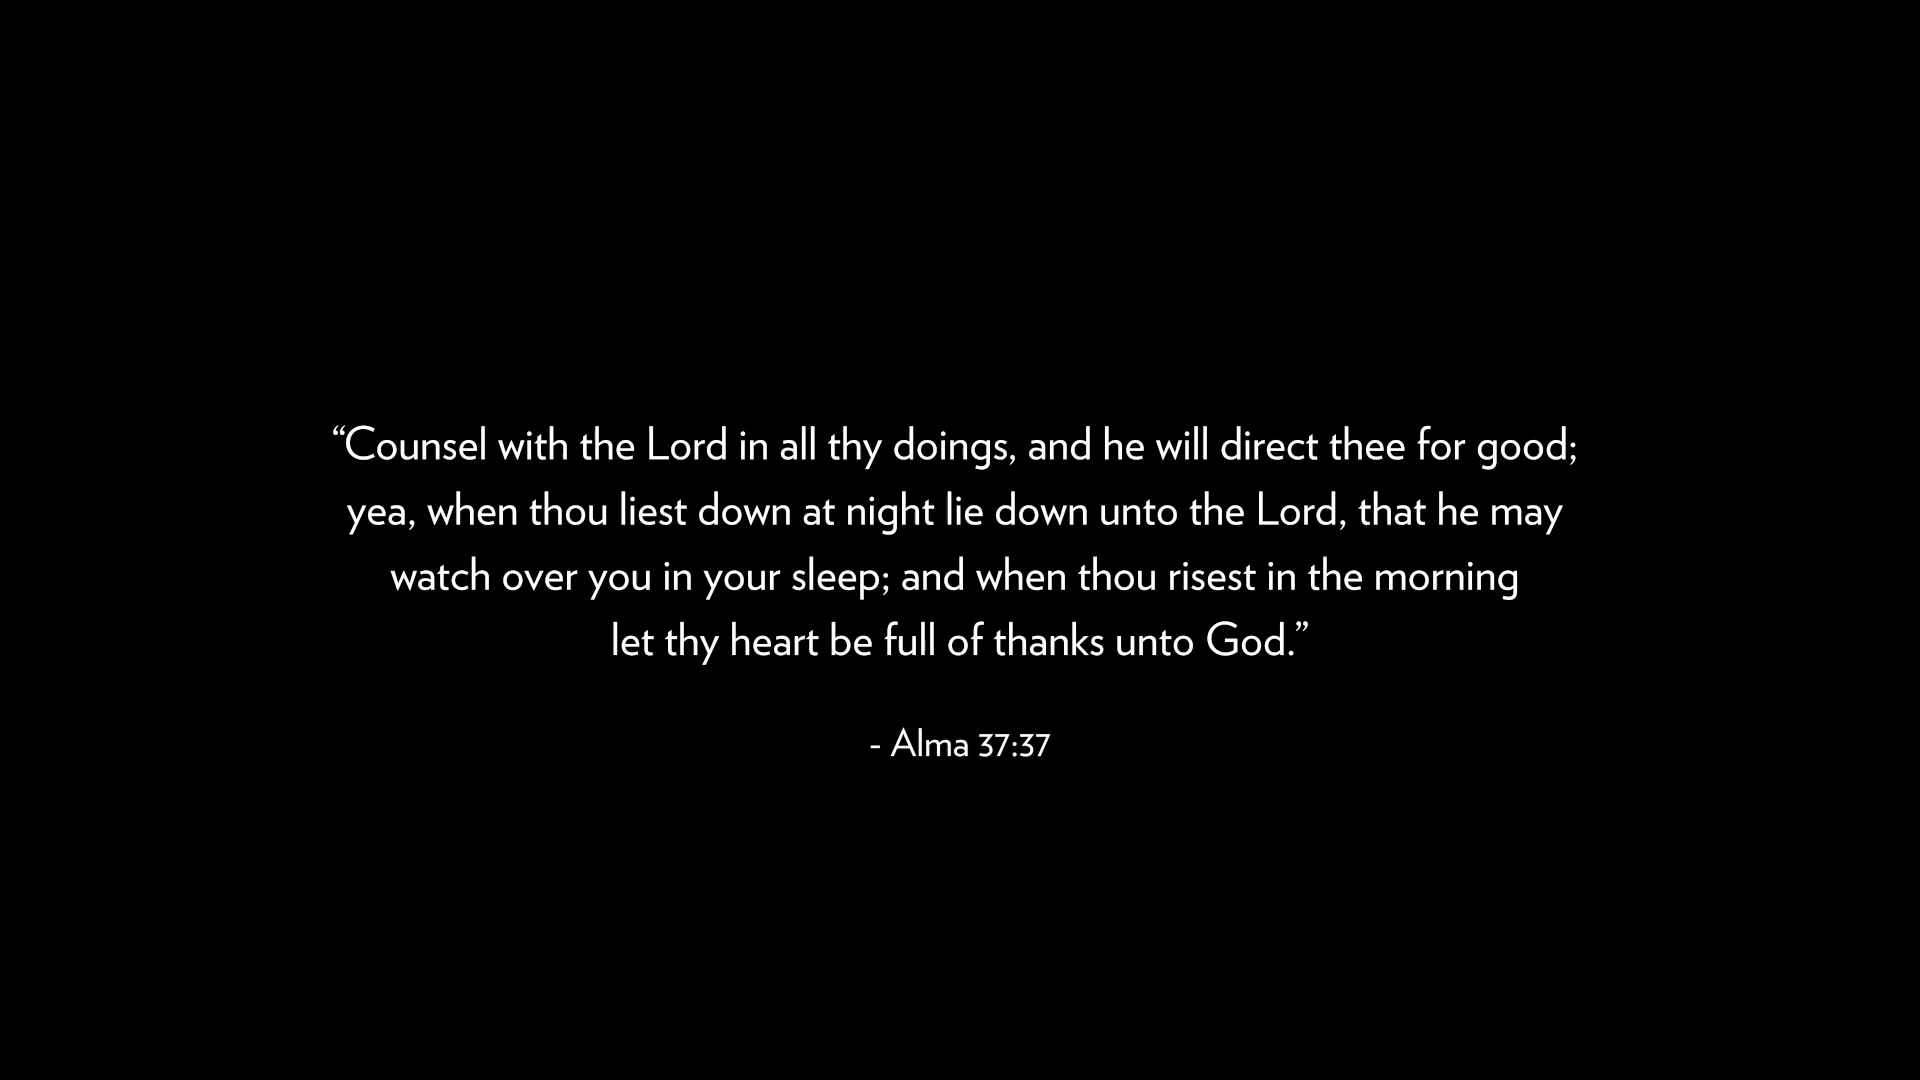 “Counsel with the Lord in all thy doings, and he will direct thee for good;
yea, when thou liest down at night lie down unto the Lord, that he may
watch over you in your sleep; and when thou risest in the morning
let thy heart be full of thanks unto God.”
- Alma 37:37